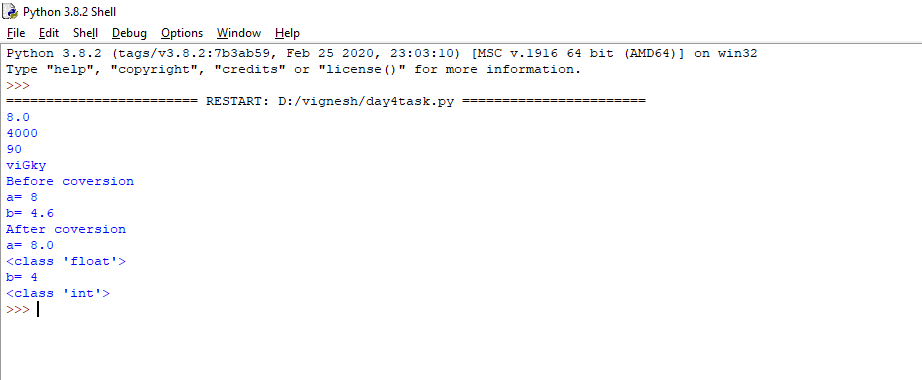 Python 3.8.2 Shell
File Edit Shell Debug Options Window Help
Python 3.8.2 (tags/v3.8.2:7b3ab59, Feb 25 2020, 23:03:10) [MSC v.1916 64 bit (AMD64)] on win32
Type "help", "copyright", "credits" or "license()" for more information.
>>>
======================== RESTART: D:/vignesh/day4task.py =======================
8.0
4000
90
viGky
Before coversion
a= 8
b= 4.6
After coversion
a= 8.0
<class 'float'>
b= 4
<class 'int'>
>>>